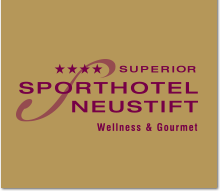 ★★★★ SUPERIOR
SPORTHOTEL
NEUSTIFT
Wellness & Gourmet